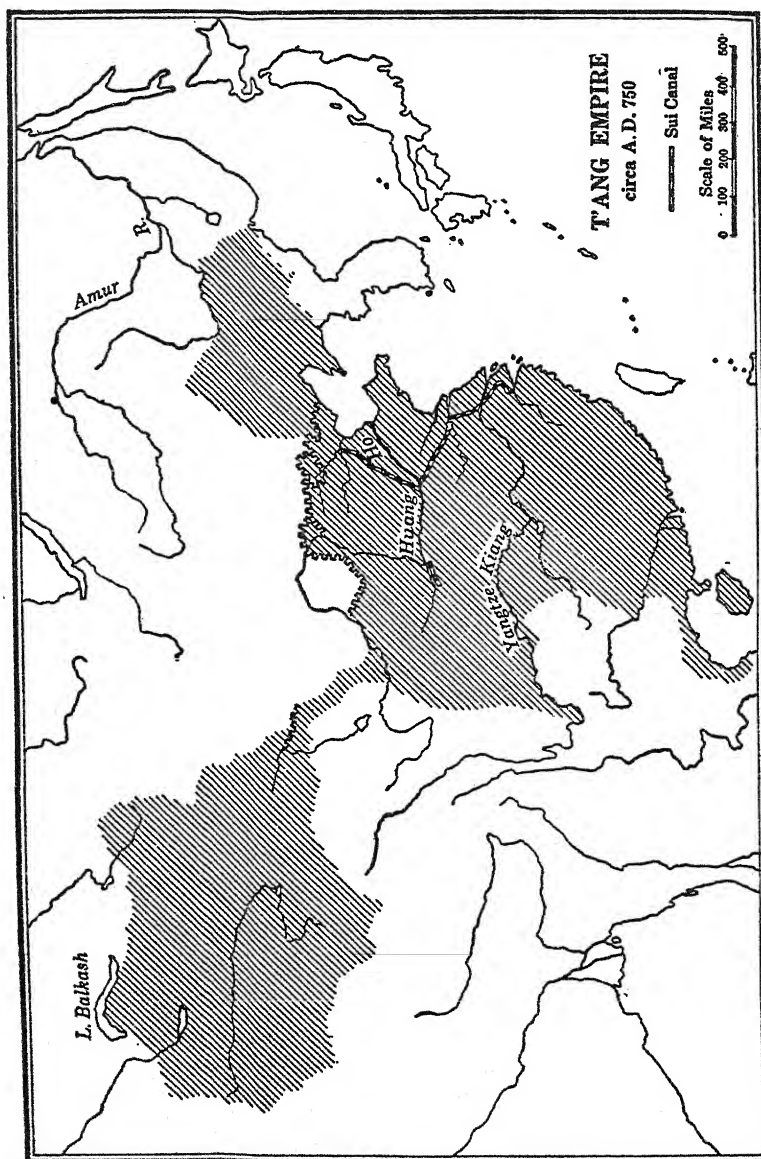 T'ANG EMPIRE
circa A.D. 750
Sui Canal
Scale of Miles
0 100 200 300 400 500
Amur
R.
L. Balkash
Huang
Ho
Yangtze Kiang